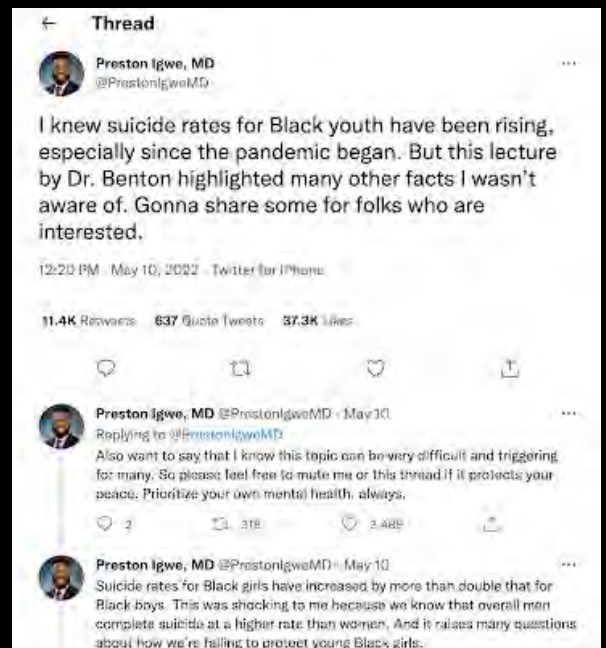 Thread
Preston Igwe, MD
@PrestonIgweMD
I knew suicide rates for Black youth have been rising,
especially since the pandemic began. But this lecture
by Dr. Benton highlighted many other facts I wasn't
aware of. Gonna share some for folks who are
interested.
12:20 PM · May 10, 2022 · Twitter for iPhone
11.4K Retweets 637 Quote Tweets 37.3K Likes
Preston Igwe, MD @PrestonIgweMD · May 10
Replying to @PrestonIgweMD
Also want to say that I know this topic can be very difficult and triggering
for many. So please feel free to mute me or this thread if it protects your
peace. Prioritize your own mental health, always.
2 318 3,489
Preston Igwe, MD @PrestonIgweMD · May 10
Suicide rates for Black girls have increased by more than double that for
Black boys. This was shocking to me because we know that overall men
complete suicide at a higher rate than women. And it raises many questions
about how we're failing to protect young Black girls.